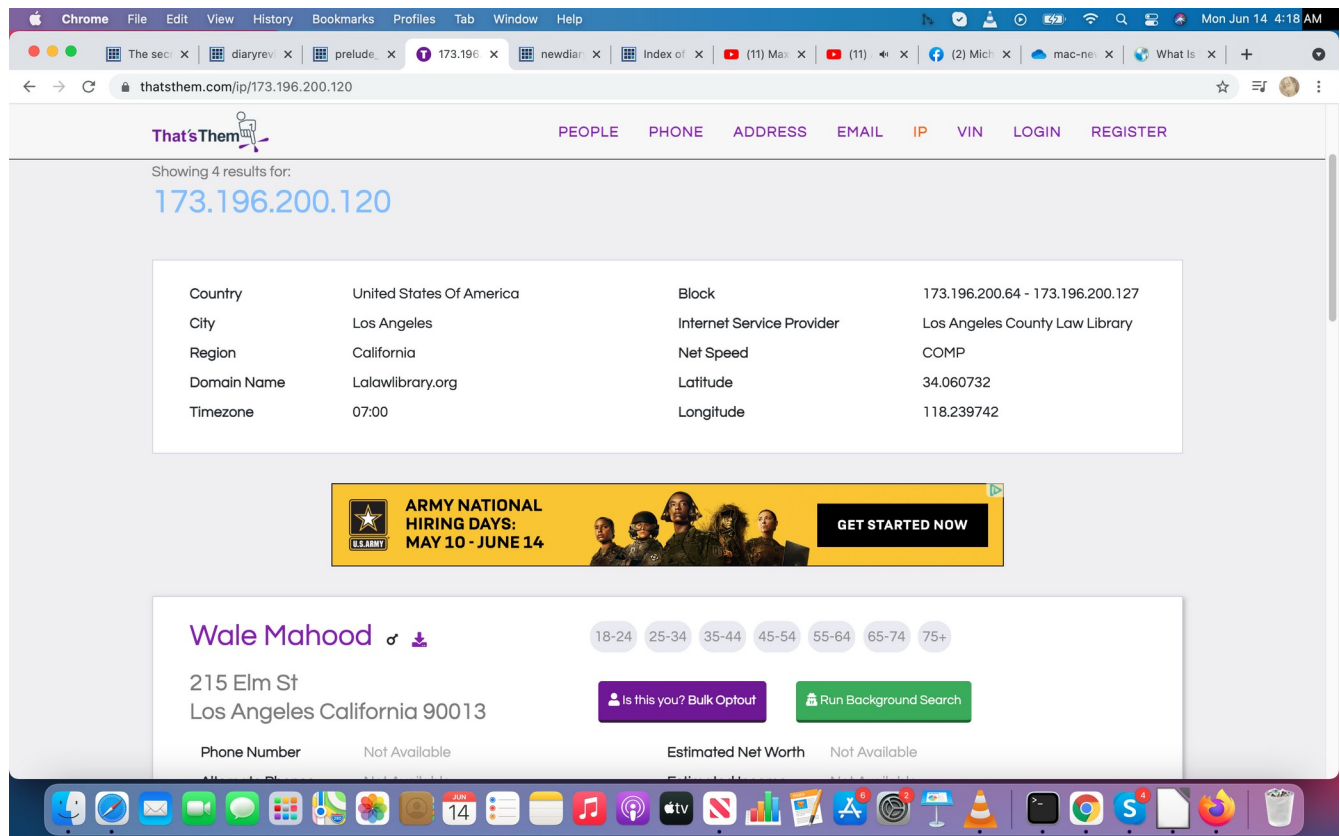 Chrome File Edit View History Bookmarks Profiles Tab Window Help Mon Jun 14 4:18 AM
The sec diaryrevi prelude_ 173.196. newdiar Index of (11) Max (11) (2) Mich mac-ne What Is
thatsthem.com/ip/173.196.200.120
That'sThem PEOPLE PHONE ADDRESS EMAIL IP VIN LOGIN REGISTER
Showing 4 results for:
173.196.200.120
Country United States Of America Block 173.196.200.64 - 173.196.200.127
City Los Angeles Internet Service Provider Los Angeles County Law Library
Region California Net Speed COMP
Domain Name Lalawlibrary.org Latitude 34.060732
Timezone 07:00 Longitude 118.239742
ARMY NATIONAL
HIRING DAYS:
MAY 10 - JUNE 14
U.S.ARMY
GET STARTED NOW
Wale Mahood 18-24 25-34 35-44 45-54 55-64 65-74 75+
215 Elm St
Los Angeles California 90013
Is this you? Bulk Optout Run Background Search
Phone Number Not Available Estimated Net Worth Not Available
JUN
14
tv
6
2
4